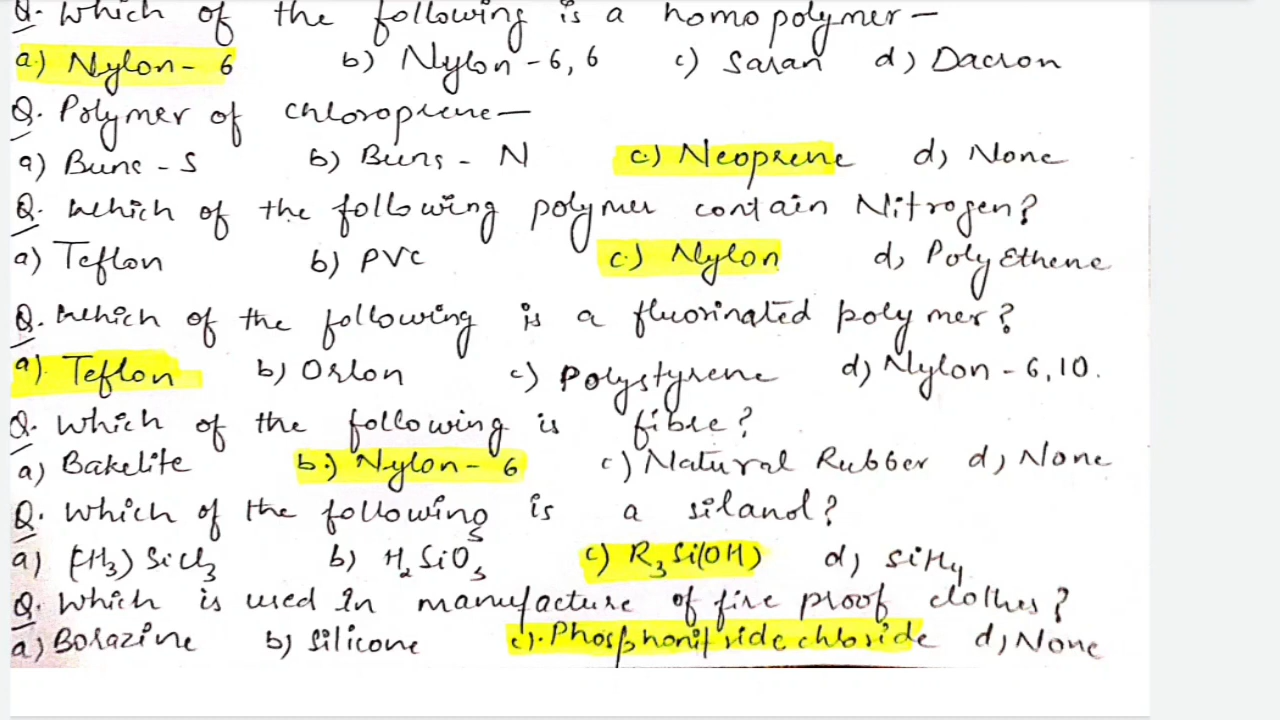 Q. Which of the following is a homopolymer-
a) Nylon-6 b) Nylon-6,6 c) Saran d) Dacron
Q. Polymer of chloroprene-
a) Buna-S b) Buna-N c) Neoprene d) None
Q. Which of the following polymer contain Nitrogen?
a) Teflon b) PVC c) Nylon d) PolyEthene
Q. Which of the following is a fluorinated polymer?
a) Teflon b) Orlon c) Polystyrene d) Nylon-6,10.
Q. Which of the following is fibre?
a) Bakelite b) Nylon-6 c) Natural Rubber d) None
Q. Which of the following is a silanol?
a) (CH₃) SiCl₃ b) H₂SiO₃ c) R₃Si(OH) d) SiH₄
Q. Which is used In manufacture of fire proof clothes?
a) Borazine b) Silicone c). Phosphonitride chloride d) None